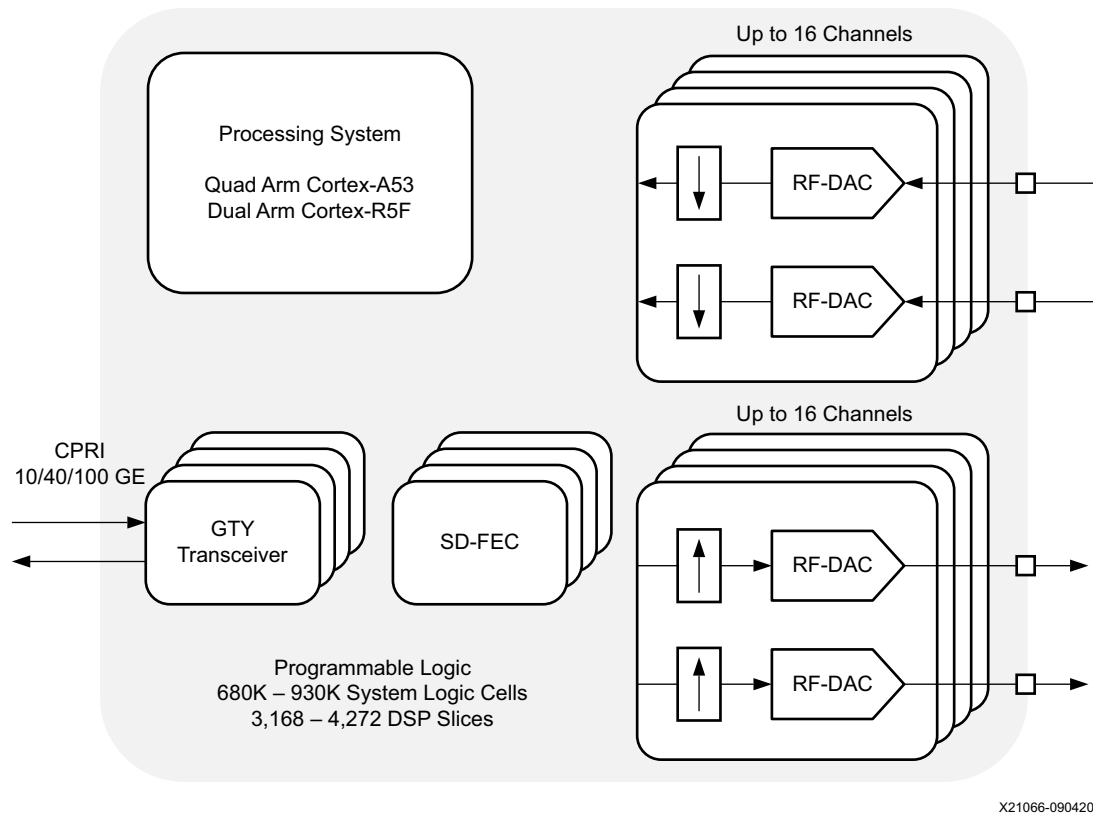 Up to 16 Channels
Processing System
Quad Arm Cortex-A53
Dual Arm Cortex-R5F
RF-DAC
RF-DAC
Up to 16 Channels
CPRI
10/40/100 GE
GTY
Transceiver
SD-FEC
RF-DAC
RF-DAC
Programmable Logic
680K – 930K System Logic Cells
3,168 – 4,272 DSP Slices
X21066-090420